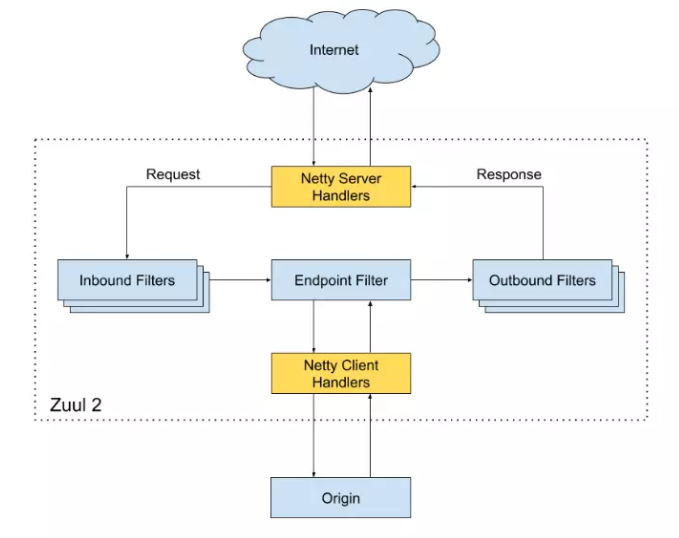 Internet
Request
Netty Server
Handlers
Response
Inbound Filters
Endpoint Filter
Outbound Filters
Netty Client
Handlers
Zuul 2
Origin